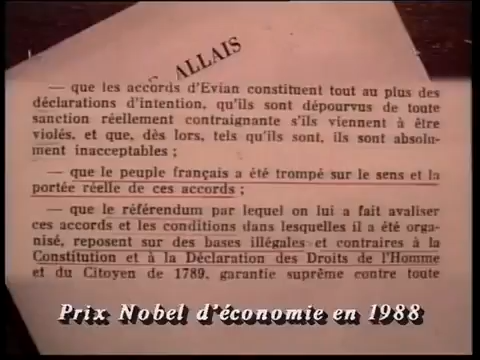 ALLAIS
— que les accords d'Evian constituent tout au plus des
déclarations d'intention, qu'ils sont dépourvus de toute
sanction réellement contraignante s'ils viennent à être
violés, et que, dès lors, tels qu'ils sont, ils sont absolu-
ment inacceptables ;
— que le peuple français a été trompé sur le sens et la
portée réelle de ces accords ;
— que le référendum par lequel on lui a fait avaliser
ces accords et les conditions dans lesquelles il a été orga-
nisé, reposent sur des bases illégales et contraires à la
Constitution et à la Déclaration des Droits de l'Homme
et du Citoyen de 1789, garantie suprême contre toute
Prix Nobel d'économie en 1988